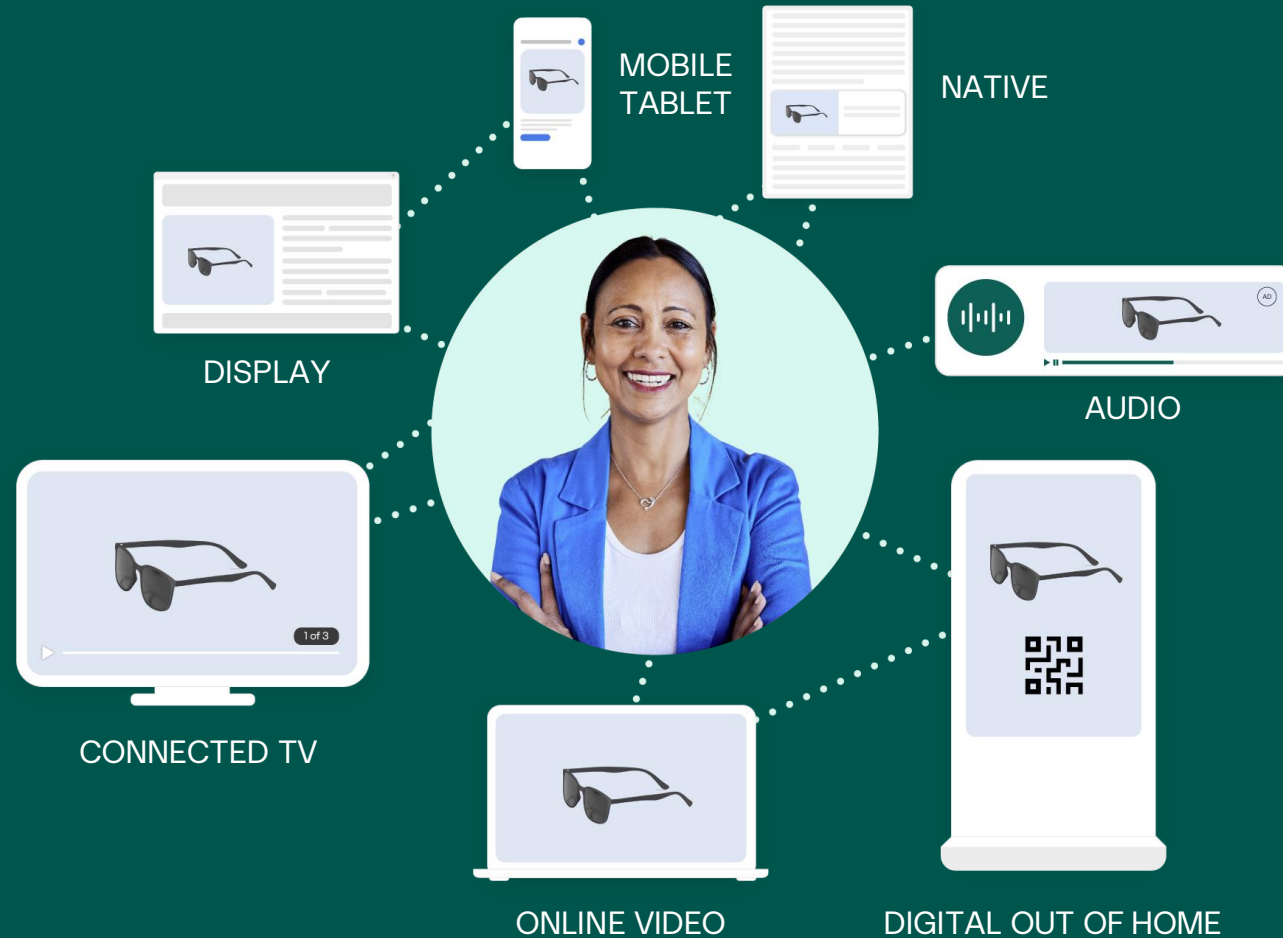 MOBILE
TABLET
NATIVE
DISPLAY
AD
AUDIO
1 of 3
CONNECTED TV
ONLINE VIDEO
DIGITAL OUT OF HOME